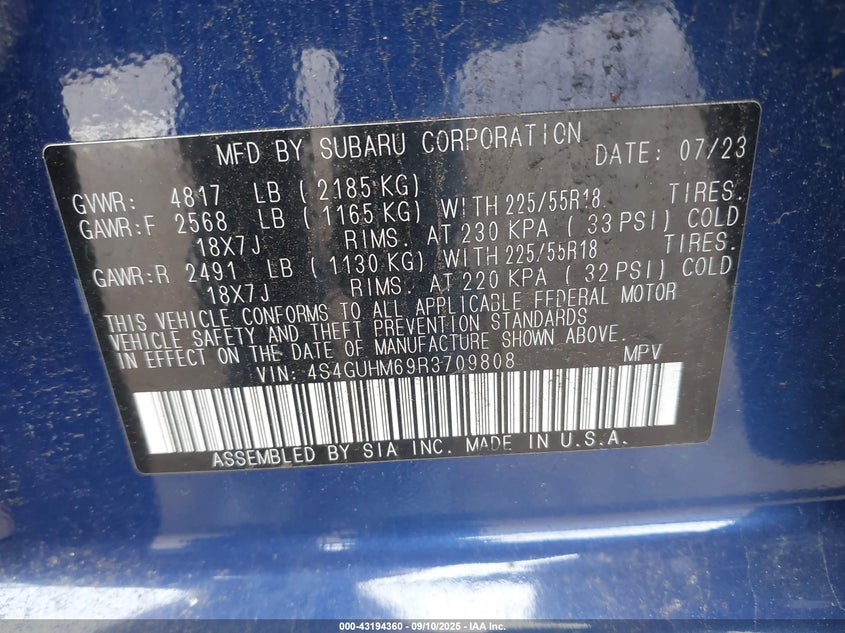 MFD BY SUBARU CORPORATION DATE: 07/23
GVWR: 4817 LB ( 2185 KG)
GAWR:F 2568 LB ( 1165 KG) WITH 225/55R18 TIRES.
18X7J RIMS. AT 230 KPA ( 33 PSI) COLD
GAWR:R 2491 LB ( 1130 KG) WITH 225/55R18 TIRES.
18X7J RIMS. AT 220 KPA ( 32 PSI) COLD
THIS VEHICLE CONFORMS TO ALL APPLICABLE FEDERAL MOTOR
VEHICLE SAFETY AND THEFT PREVENTION STANDARDS
IN EFFECT ON THE DATE OF MANUFACTURE SHOWN ABOVE.
VIN: 4S4GUHM69R3709808 MPV
ASSEMBLED BY SIA INC. MADE IN U.S.A.
000-43194360 - 09/10/2025 - IAA Inc.